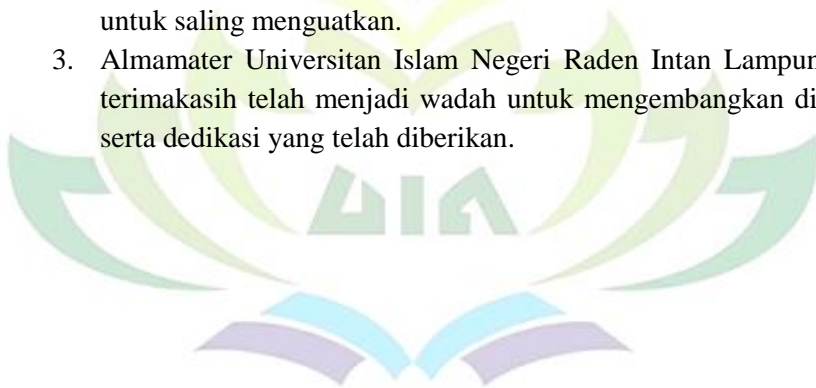 untuk saling menguatkan.
3. Almamater Universitan Islam Negeri Raden Intan Lampun
terimakasih telah menjadi wadah untuk mengembangkan di
serta dedikasi yang telah diberikan.
UIN